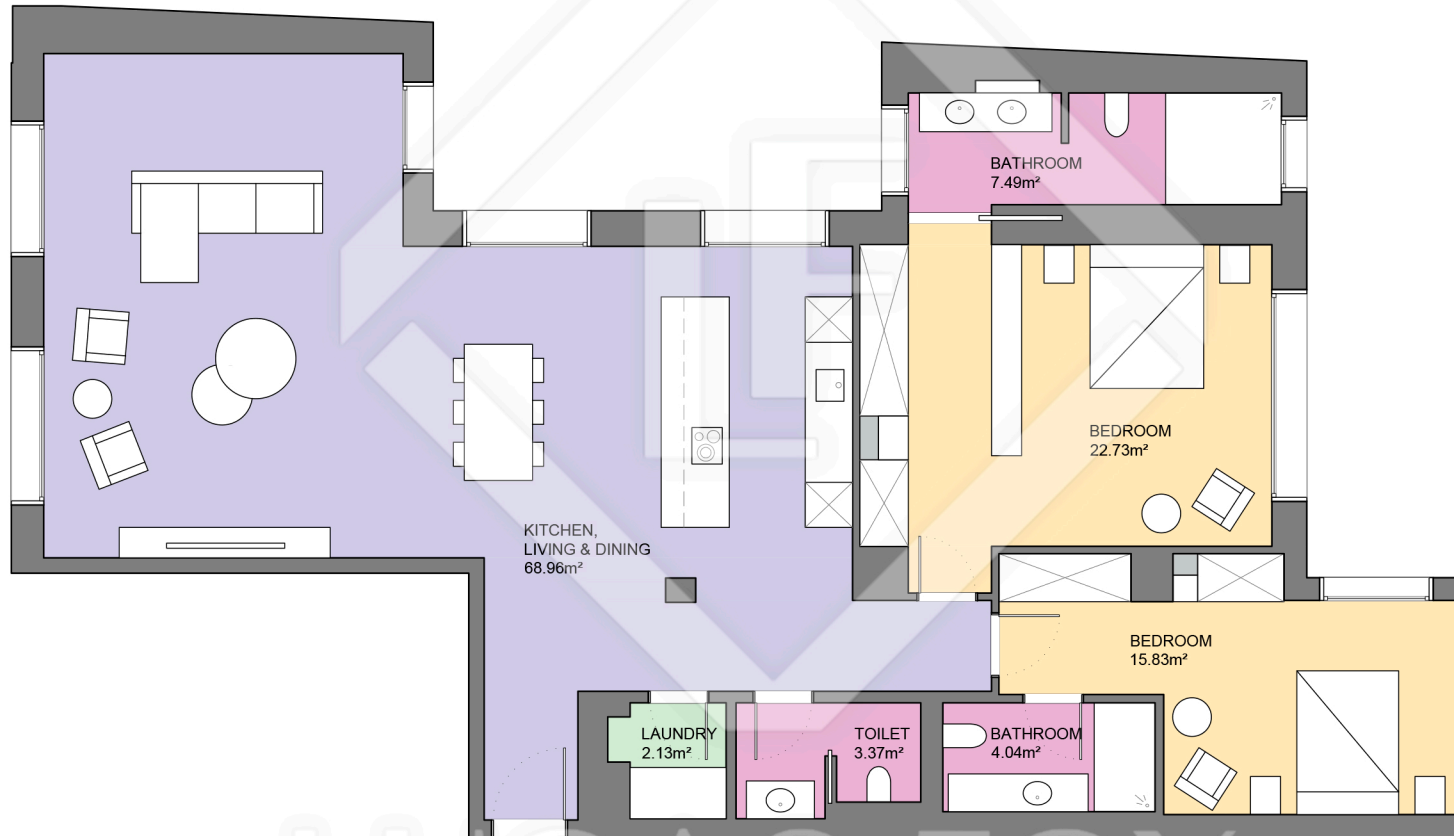 BATHROOM
7.49m²
BEDROOM
22.73m²
KITCHEN,
LIVING & DINING
68.96m²
BEDROOM
15.83m²
LAUNDRY
2.13m²
TOILET
3.37m²
BATHROOM
4.04m²